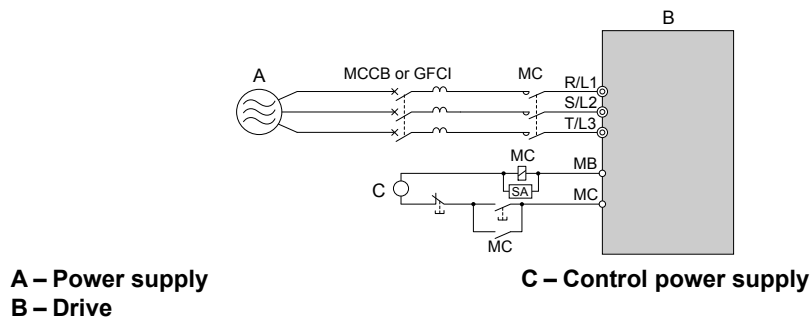 B
A
MCCB or GFCI
MC
R/L1
S/L2
T/L3
MC
MB
C
SA
MC
MC
A – Power supply
B – Drive
C – Control power supply